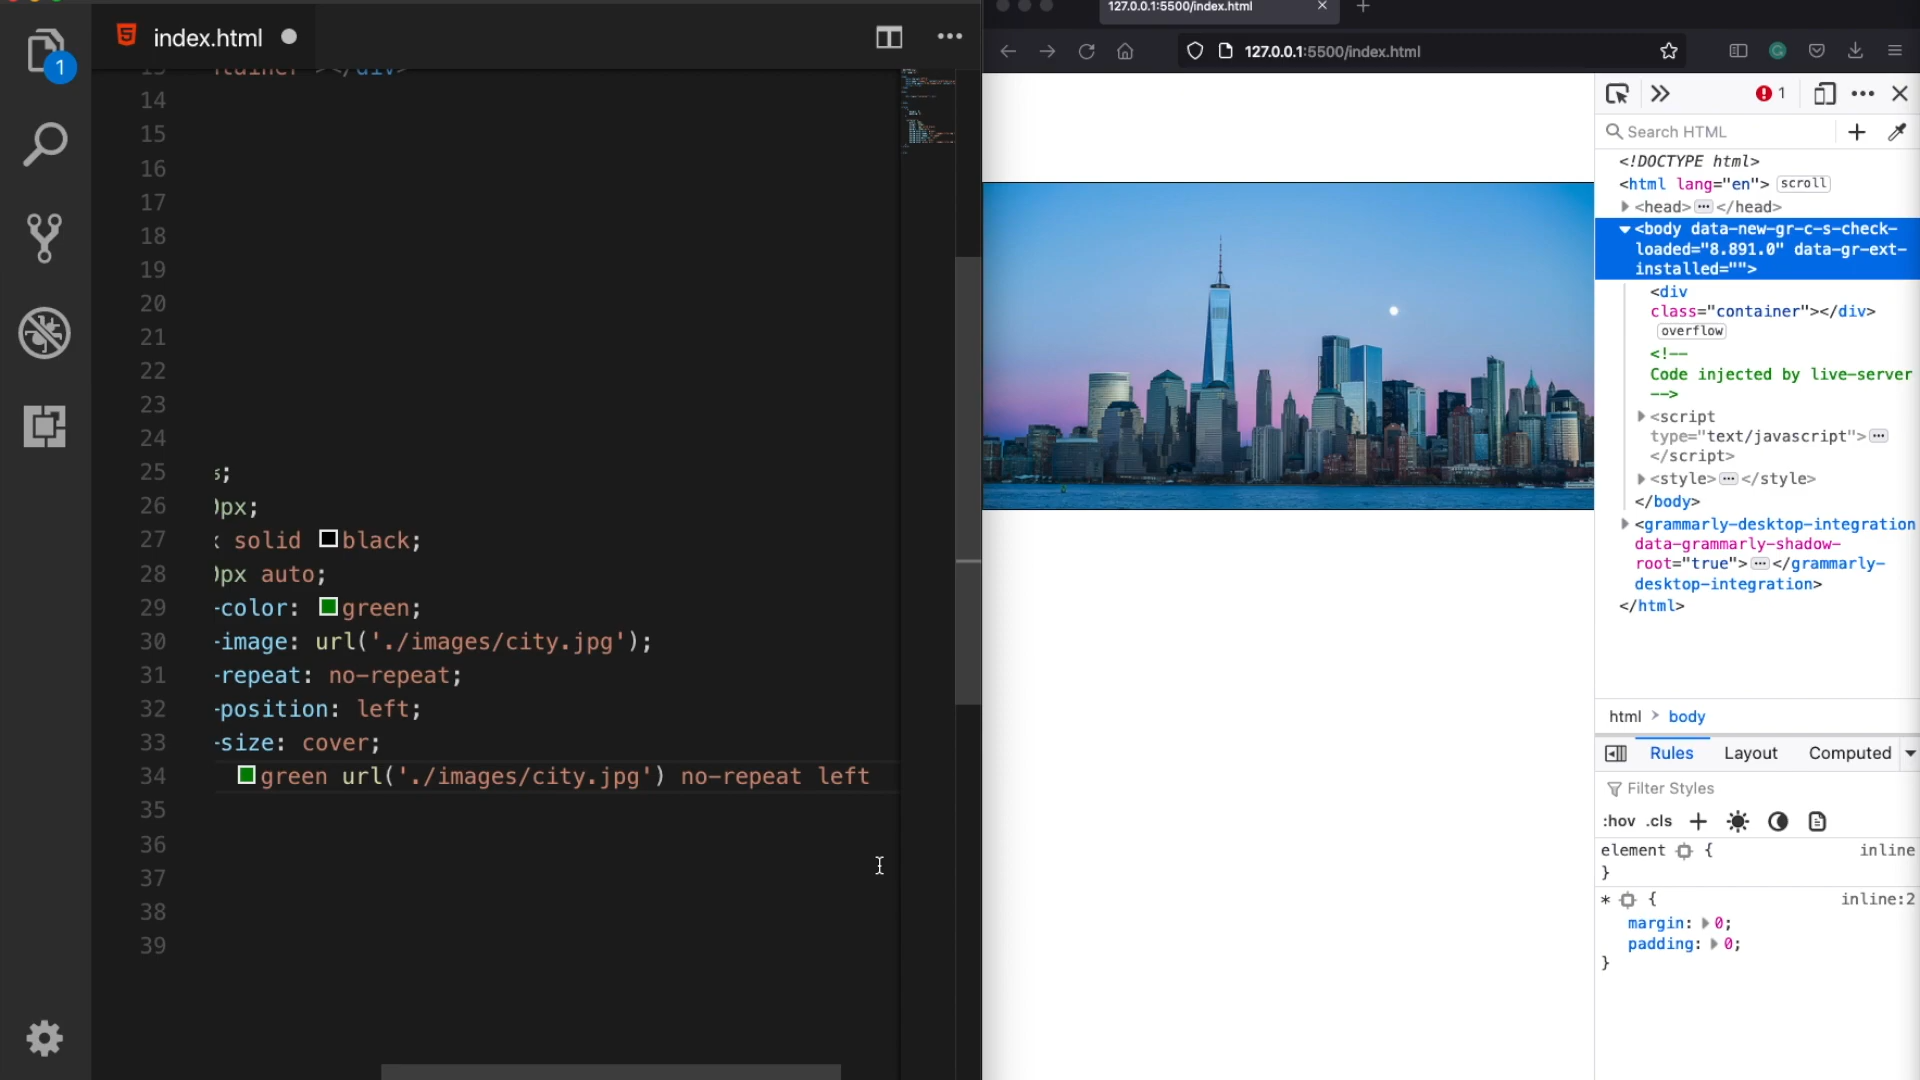 index.html
1
13 tainer"></div>
14
15
16
17
18
19
20
21
22
23
24
25 ;
26 px;
27 solid black;
28 px auto;
29 -color: green;
30 -image: url('./images/city.jpg');
31 -repeat: no-repeat;
32 -position: left;
33 -size: cover;
34 green url('./images/city.jpg') no-repeat left
35
36
37
38
39
127.0.0.1:5500/index.html
127.0.0.1:5500/index.html
1
Search HTML
<!DOCTYPE html>
<html lang="en"> scroll
<head> ••• </head>
<body data-new-gr-c-s-check-
loaded="8.891.0" data-gr-ext-
installed="">
<div
class="container"></div>
overflow
<!--
Code injected by live-server
-->
<script
type="text/javascript"> •••
</script>
<style> ••• </style>
</body>
<grammarly-desktop-integration
data-grammarly-shadow-
root="true"> ••• </grammarly-
desktop-integration>
</html>
html > body
Rules Layout Computed
Filter Styles
:hov .cls +
element { inline
}
* { inline:2
margin: 0;
padding: 0;
}